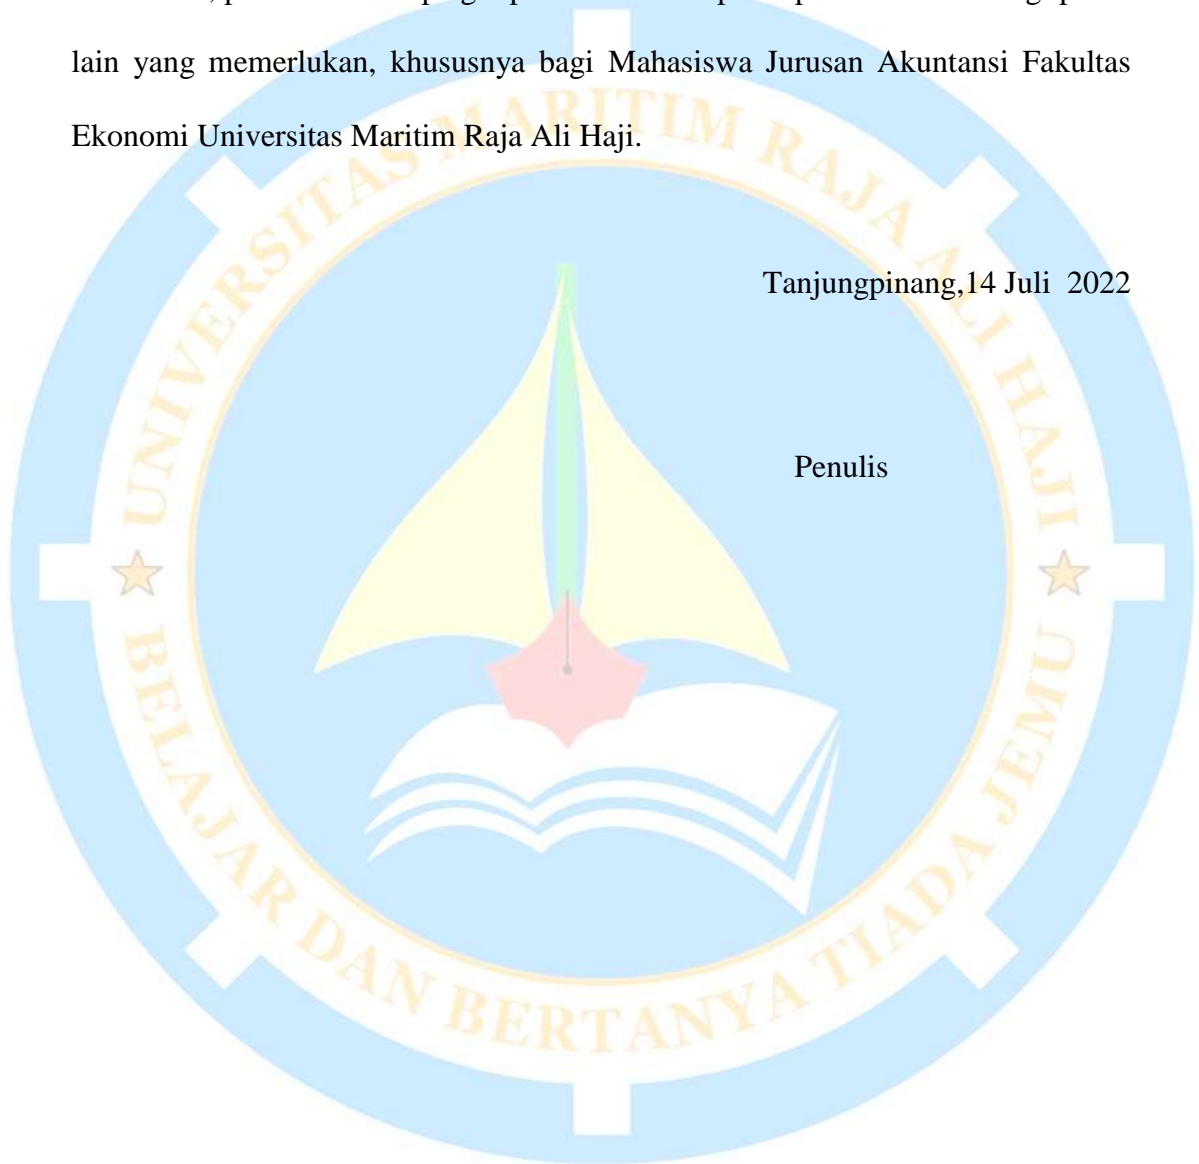 lain yang memerlukan, khususnya bagi Mahasiswa Jurusan Akuntansi Fakultas
Ekonomi Universitas Maritim Raja Ali Haji.
Tanjungpinang,14 Juli  2022
Penulis
UNIVERSITAS MARITIM RAJA ALI HAJI
BELAJAR DAN BERTANYA TIADA JEMU